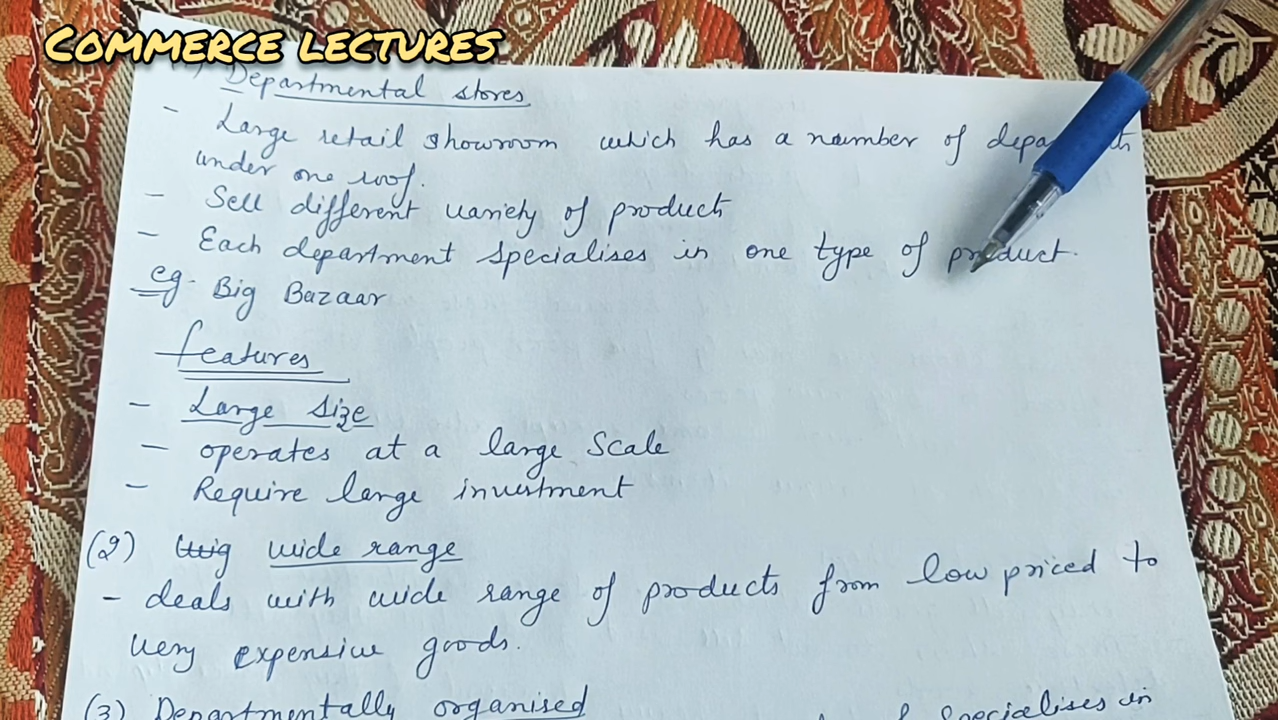 COMMERCE LECTURES
Departmental stores
- Large retail showroom which has a number of
under one roof.
- Sell different variety of product
- Each department specialises in one type of product.
eg. Big Bazaar
features
- Large size
- operates at a large scale
- Require large investment
(2) wide range
- deals with wide range of products from low priced to
very expensive goods.
(3) Departmentally organised
specialises in